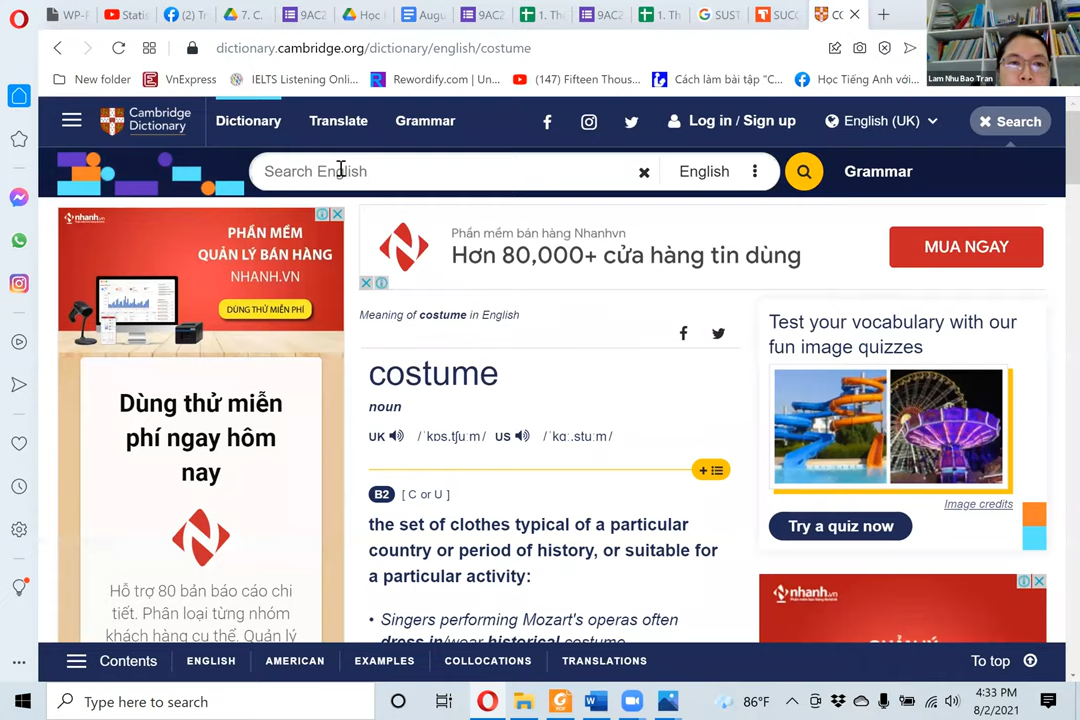 WP-F
Statis
(2) Tr
7. C.
9AC2
Học l
Augu
9AC2
1. The
9AC2
1. Th
SUST
SUCC
CO
dictionary.cambridge.org/dictionary/english/costume
Lam Nhu Bao Tran
New folder
VnExpress
IELTS Listening Onli...
Rewordify.com | Un...
(147) Fifteen Thous...
Cách làm bài tập "C...
Học Tiếng Anh với...
Cambridge
Dictionary
Dictionary
Translate
Grammar
Log in / Sign up
English (UK)
Search
Search English
English
Grammar
nhanh.vn
PHẦN MỀM
QUẢN LÝ BÁN HÀNG
NHANH.VN
DÙNG THỬ MIỄN PHÍ
Dùng thử miễn
phí ngay hôm
nay
Hỗ trợ 80 bản báo cáo chi
tiết. Phân loại từng nhóm
khách hàng cụ thể. Quản lý
Phần mềm bán hàng Nhanhvn
Hơn 80,000+ cửa hàng tin dùng
MUA NGAY
Meaning of costume in English
costume
noun
UK /ˈkɒs.tʃuːm/ US /ˈkɑː.stuːm/
B2 [ C or U ]
the set of clothes typical of a particular
country or period of history, or suitable for
a particular activity:
• Singers performing Mozart's operas often
dress in/wear historical costume.
Test your vocabulary with our
fun image quizzes
Image credits
Try a quiz now
nhanh.vn
Contents
ENGLISH
AMERICAN
EXAMPLES
COLLOCATIONS
TRANSLATIONS
To top
Type here to search
86°F
4:33 PM
8/2/2021